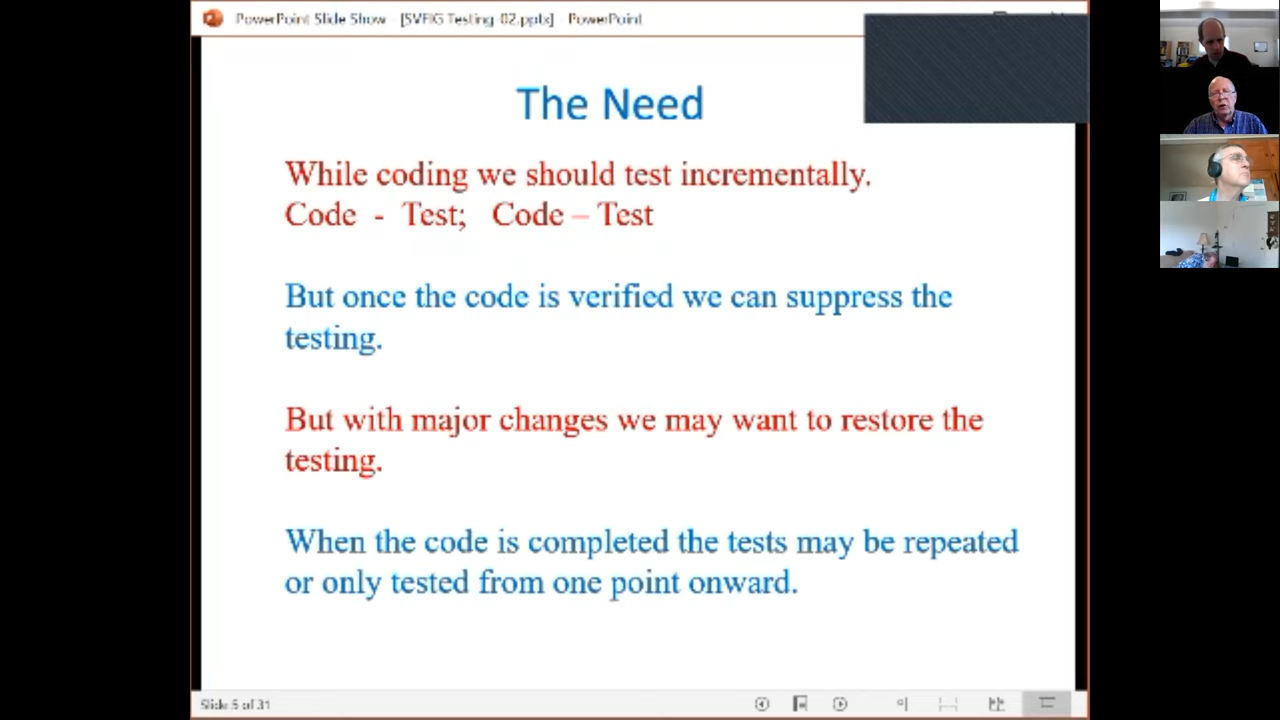 PowerPoint Slide Show - [SVFIG Testing 02.pptx] - PowerPoint
The Need
While coding we should test incrementally.
Code - Test; Code – Test
But once the code is verified we can suppress the
testing.
But with major changes we may want to restore the
testing.
When the code is completed the tests may be repeated
or only tested from one point onward.
Slide 5 of 31